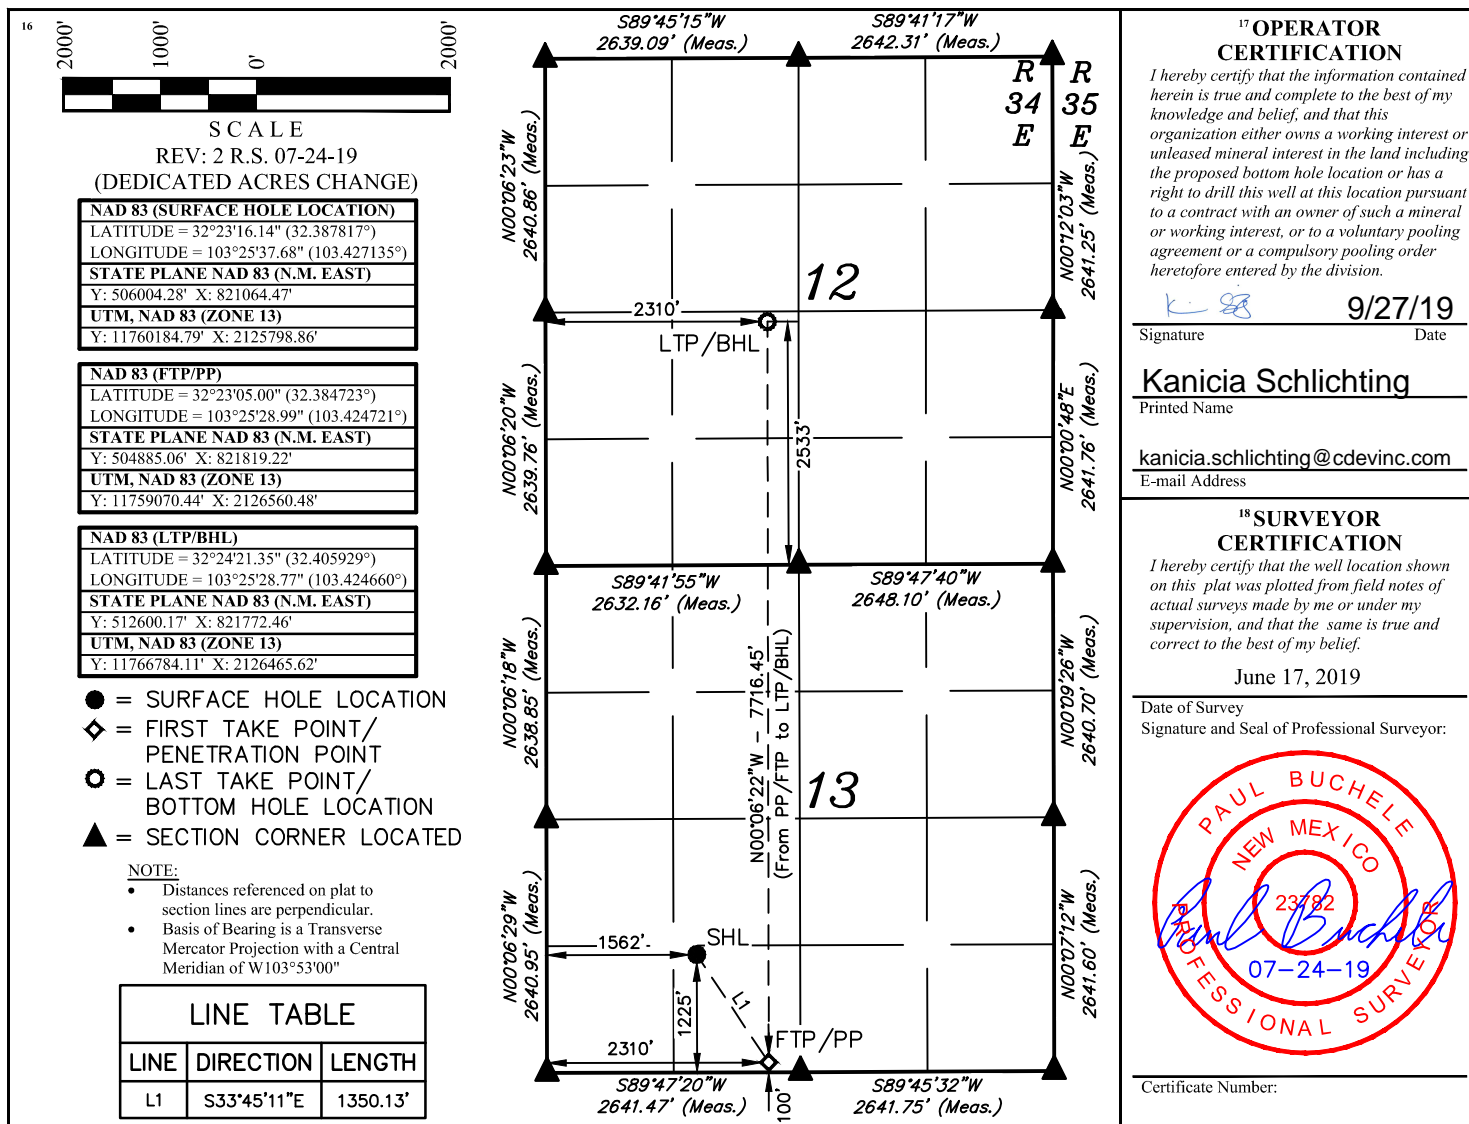 16
2000'
1000'
0'
2000'
SCALE
REV: 2 R.S. 07-24-19
(DEDICATED ACRES CHANGE)
NAD 83 (SURFACE HOLE LOCATION)
LATITUDE = 32°23'16.14" (32.387817°)
LONGITUDE = 103°25'37.68" (103.427135°)
STATE PLANE NAD 83 (N.M. EAST)
Y: 506004.28' X: 821064.47'
UTM, NAD 83 (ZONE 13)
Y: 11760184.79' X: 2125798.86'
NAD 83 (FTP/PP)
LATITUDE = 32°23'05.00" (32.384723°)
LONGITUDE = 103°25'28.99" (103.424721°)
STATE PLANE NAD 83 (N.M. EAST)
Y: 504885.06' X: 821819.22'
UTM, NAD 83 (ZONE 13)
Y: 11759070.44' X: 2126560.48'
NAD 83 (LTP/BHL)
LATITUDE = 32°24'21.35" (32.405929°)
LONGITUDE = 103°25'28.77" (103.424660°)
STATE PLANE NAD 83 (N.M. EAST)
Y: 512600.17' X: 821772.46'
UTM, NAD 83 (ZONE 13)
Y: 11766784.11' X: 2126465.62'
= SURFACE HOLE LOCATION
= FIRST TAKE POINT/
PENETRATION POINT
= LAST TAKE POINT/
BOTTOM HOLE LOCATION
= SECTION CORNER LOCATED
NOTE:
• Distances referenced on plat to
section lines are perpendicular.
• Basis of Bearing is a Transverse
Mercator Projection with a Central
Meridian of W103°53'00"
LINE TABLE
LINE DIRECTION LENGTH
L1 S33°45'11"E 1350.13'
S89°45'15"W
2639.09' (Meas.)
S89°41'17"W
2642.31' (Meas.)
R R
34 35
E E
N00°06'23"W
2640.86' (Meas.)
N00°12'03"W
2641.25' (Meas.)
12
2310'
LTP/BHL
N00°06'20"W
2639.76' (Meas.)
2533'
N00°00'48"E
2641.76' (Meas.)
S89°41'55"W
2632.16' (Meas.)
S89°47'40"W
2648.10' (Meas.)
N00°06'18"W
2638.85' (Meas.)
N00°06'22"W – 7716.45'
(From PP/FTP to LTP/BHL)
N00°09'26"W
2640.70' (Meas.)
13
N00°06'29"W
2640.95' (Meas.)
1562'
SHL
1225'
L1
N00°07'12"W
2641.60' (Meas.)
2310'
FTP/PP
S89°47'20"W
2641.47' (Meas.)
100'
S89°45'32"W
2641.75' (Meas.)
17 OPERATOR
CERTIFICATION
I hereby certify that the information contained
herein is true and complete to the best of my
knowledge and belief, and that this
organization either owns a working interest or
unleased mineral interest in the land including
the proposed bottom hole location or has a
right to drill this well at this location pursuant
to a contract with an owner of such a mineral
or working interest, or to a voluntary pooling
agreement or a compulsory pooling order
heretofore entered by the division.
9/27/19
Signature Date
Kanicia Schlichting
Printed Name
kanicia.schlichting@cdevinc.com
E-mail Address
18 SURVEYOR
CERTIFICATION
I hereby certify that the well location shown
on this plat was plotted from field notes of
actual surveys made by me or under my
supervision, and that the same is true and
correct to the best of my belief.
June 17, 2019
Date of Survey
Signature and Seal of Professional Surveyor:
PAUL BUCHELE
NEW MEXICO
23782
Paul Buchele
07-24-19
PROFESSIONAL SURVEYOR
Certificate Number: